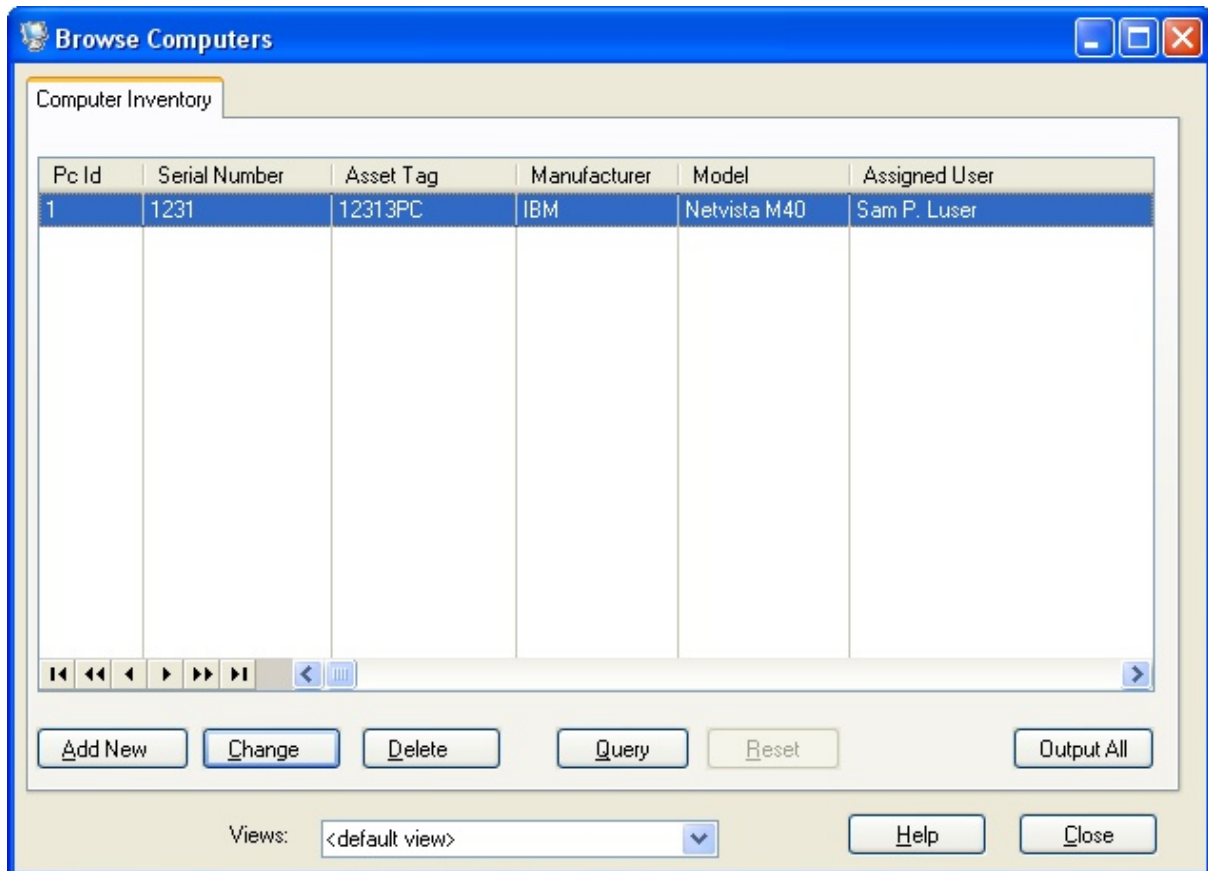 Browse Computers
Computer Inventory
Pc Id Serial Number Asset Tag Manufacturer Model Assigned User
1 1231 12313PC IBM Netvista M40 Sam P. Luser
Add New Change Delete Query Reset Output All
Views: <default view> Help Close